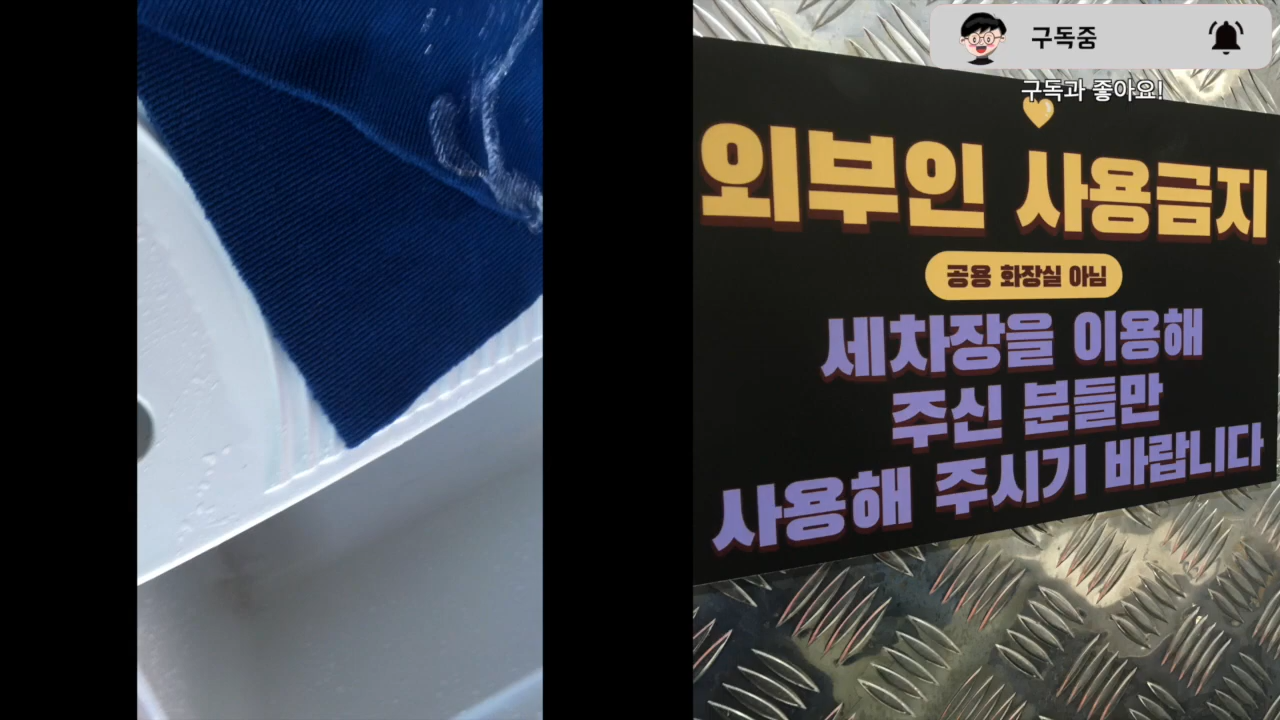 구독중
구독과 좋아요!
외부인 사용금지
공용 화장실 아님
세차장을 이용해
주신 분들만
사용해 주시기 바랍니다